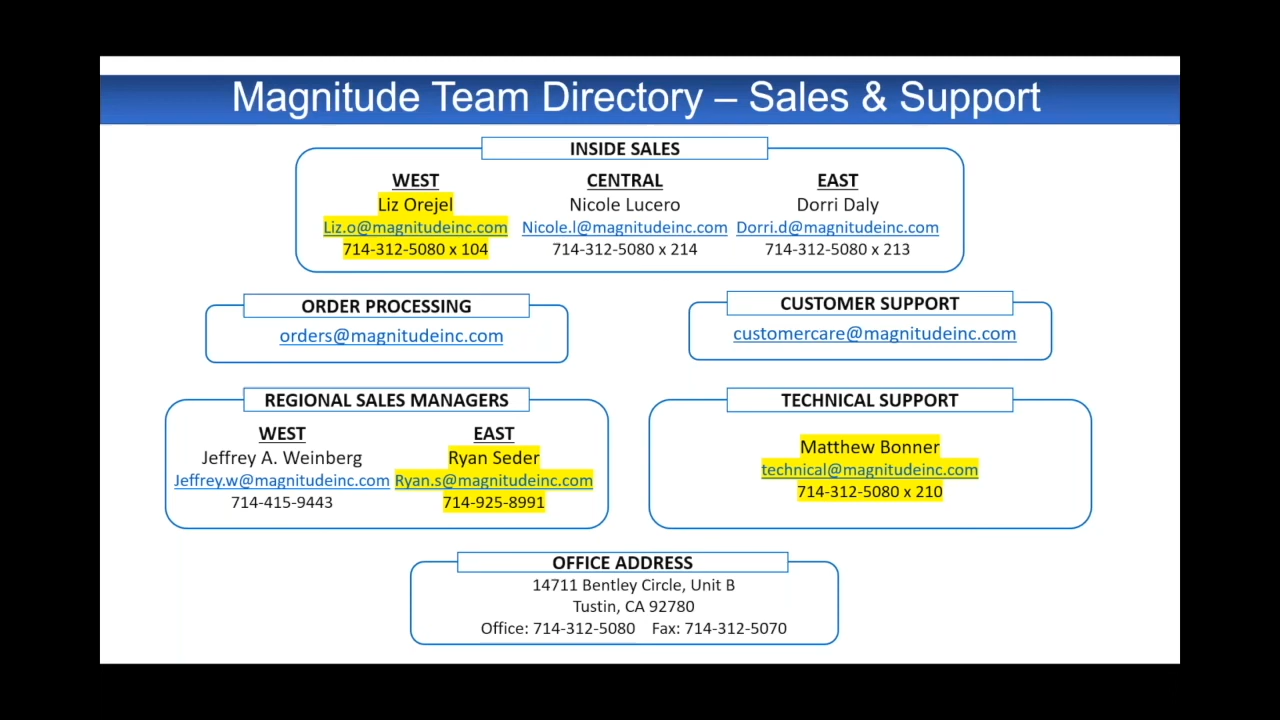 Magnitude Team Directory – Sales & Support
INSIDE SALES
WEST
Liz Orejel
Liz.o@magnitudeinc.com
714-312-5080 x 104
CENTRAL
Nicole Lucero
Nicole.l@magnitudeinc.com
714-312-5080 x 214
EAST
Dorri Daly
Dorri.d@magnitudeinc.com
714-312-5080 x 213
ORDER PROCESSING
orders@magnitudeinc.com
CUSTOMER SUPPORT
customercare@magnitudeinc.com
REGIONAL SALES MANAGERS
WEST
Jeffrey A. Weinberg
Jeffrey.w@magnitudeinc.com
714-415-9443
EAST
Ryan Seder
Ryan.s@magnitudeinc.com
714-925-8991
TECHNICAL SUPPORT
Matthew Bonner
technical@magnitudeinc.com
714-312-5080 x 210
OFFICE ADDRESS
14711 Bentley Circle, Unit B
Tustin, CA 92780
Office: 714-312-5080 Fax: 714-312-5070